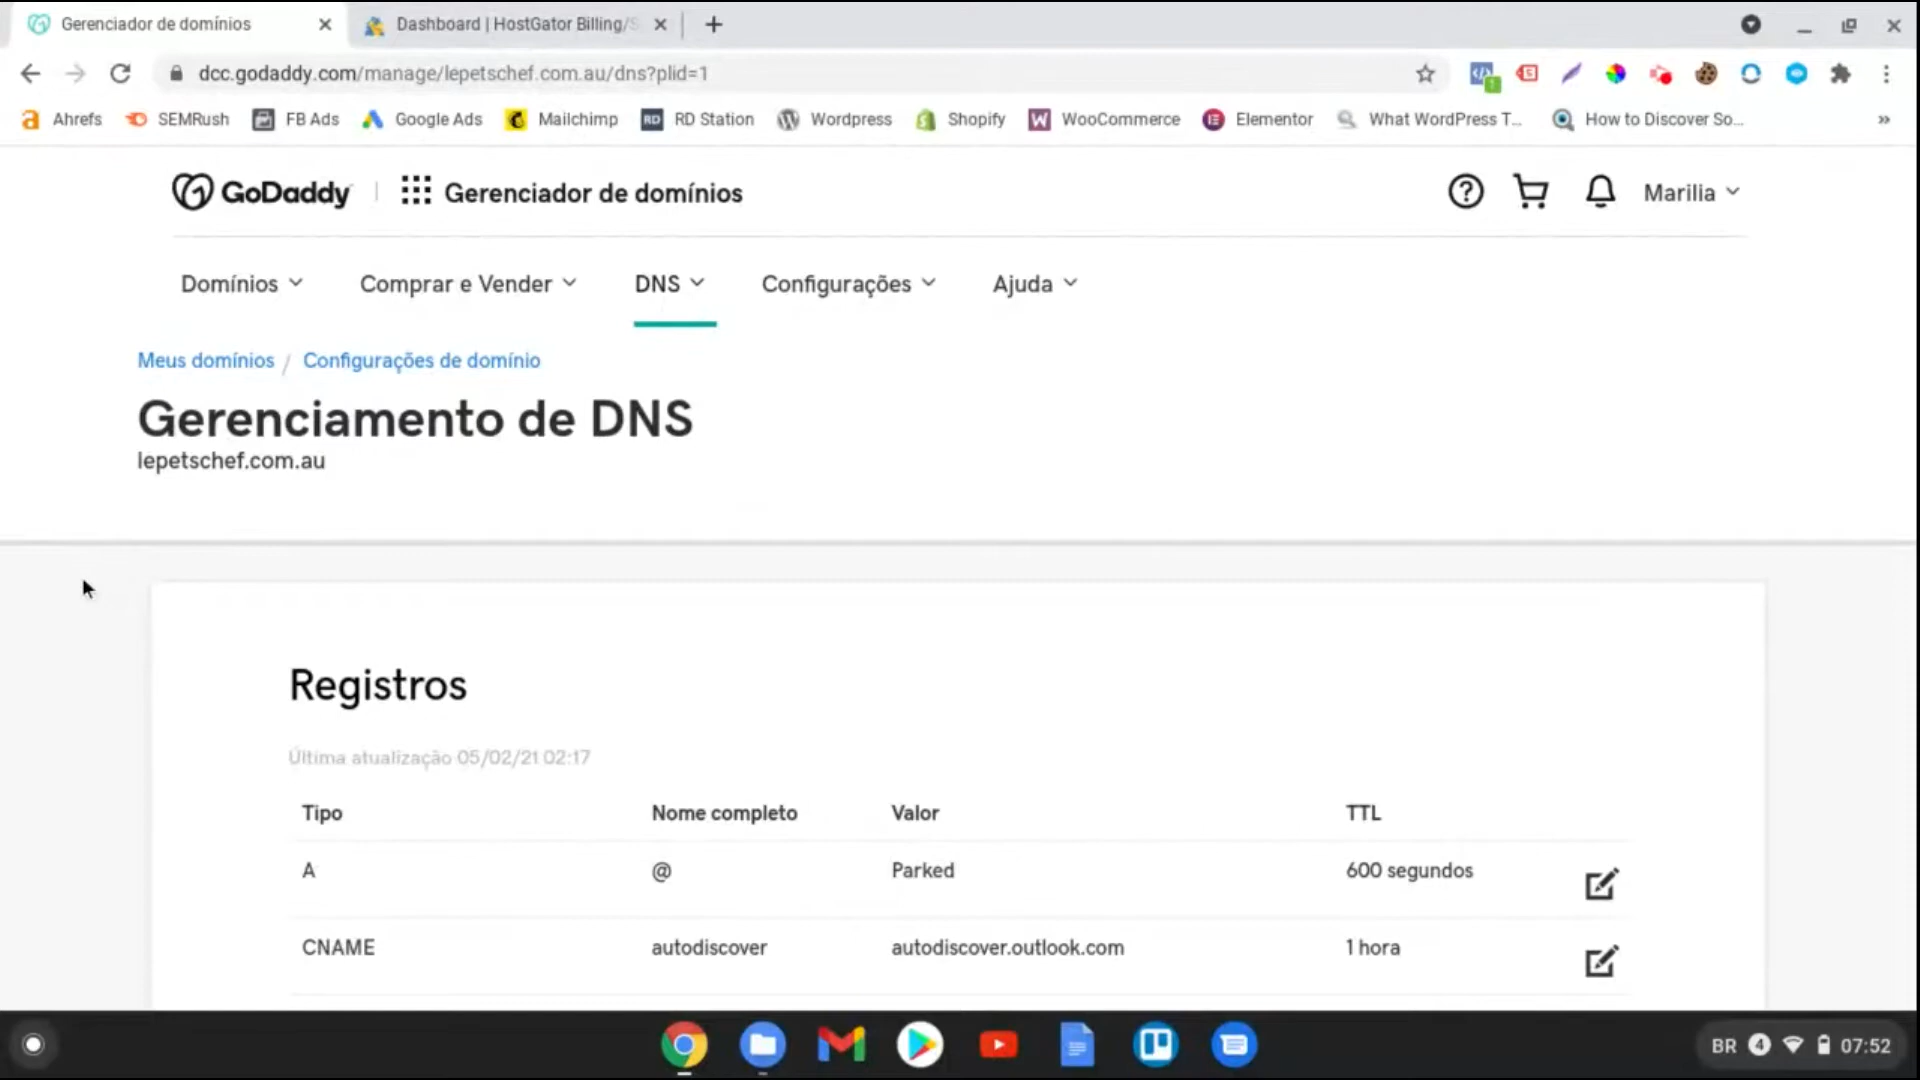 Gerenciador de domínios
Dashboard | HostGator Billing/S
dcc.godaddy.com/manage/lepetschef.com.au/dns?plid=1
Ahrefs SEMRush FB Ads Google Ads Mailchimp RD RD Station Wordpress Shopify WooCommerce Elementor What WordPress T... How to Discover So...
GoDaddy Gerenciador de domínios Marilia
Domínios Comprar e Vender DNS Configurações Ajuda
Meus domínios / Configurações de domínio
Gerenciamento de DNS
lepetschef.com.au
Registros
Última atualização 05/02/21 02:17
Tipo Nome completo Valor TTL
A @ Parked 600 segundos
CNAME autodiscover autodiscover.outlook.com 1 hora
BR 4 07:52